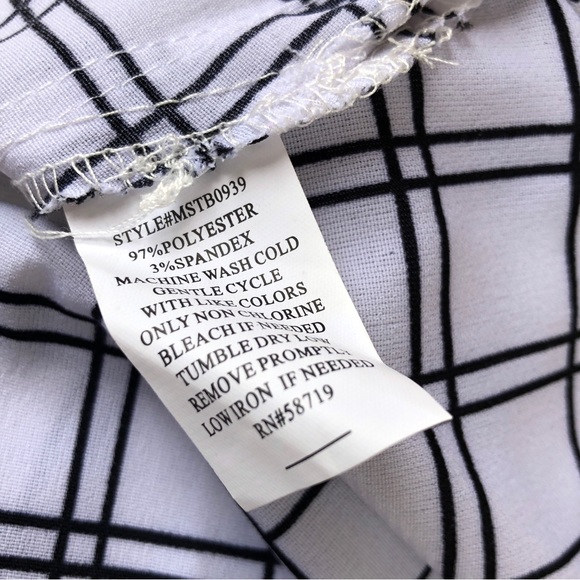 STYLE#MSTB0939
97%POLYESTER
3%SPANDEX
MACHINE WASH COLD
GENTLE CYCLE
WITH LIKE COLORS
ONLY NON CHLORINE
BLEACH IF NEEDED
TUMBLE DRY LOW
REMOVE PROMPTLY
LOW IRON IF NEEDED
RN#58719